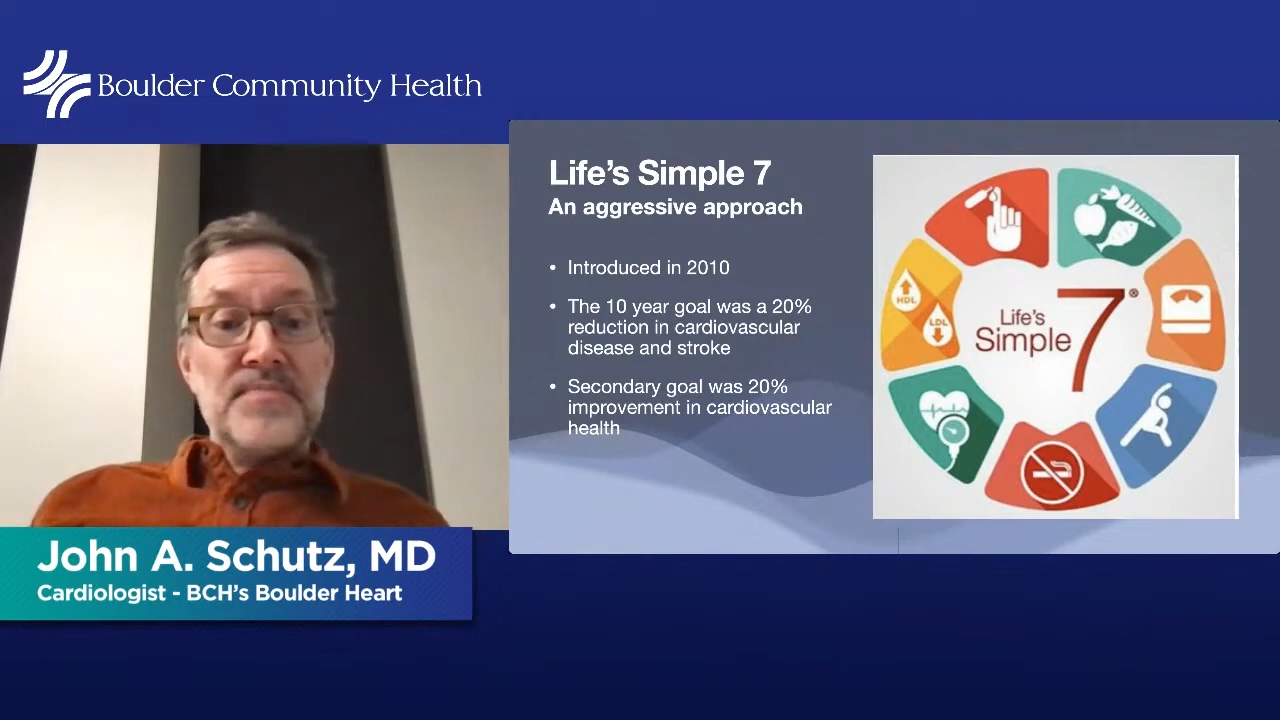 Boulder Community Health
Life's Simple 7
An aggressive approach
• Introduced in 2010
• The 10 year goal was a 20%
reduction in cardiovascular
disease and stroke
• Secondary goal was 20%
improvement in cardiovascular
health
HDL
LDL
Life's
Simple 7®
John A. Schutz, MD
Cardiologist - BCH's Boulder Heart